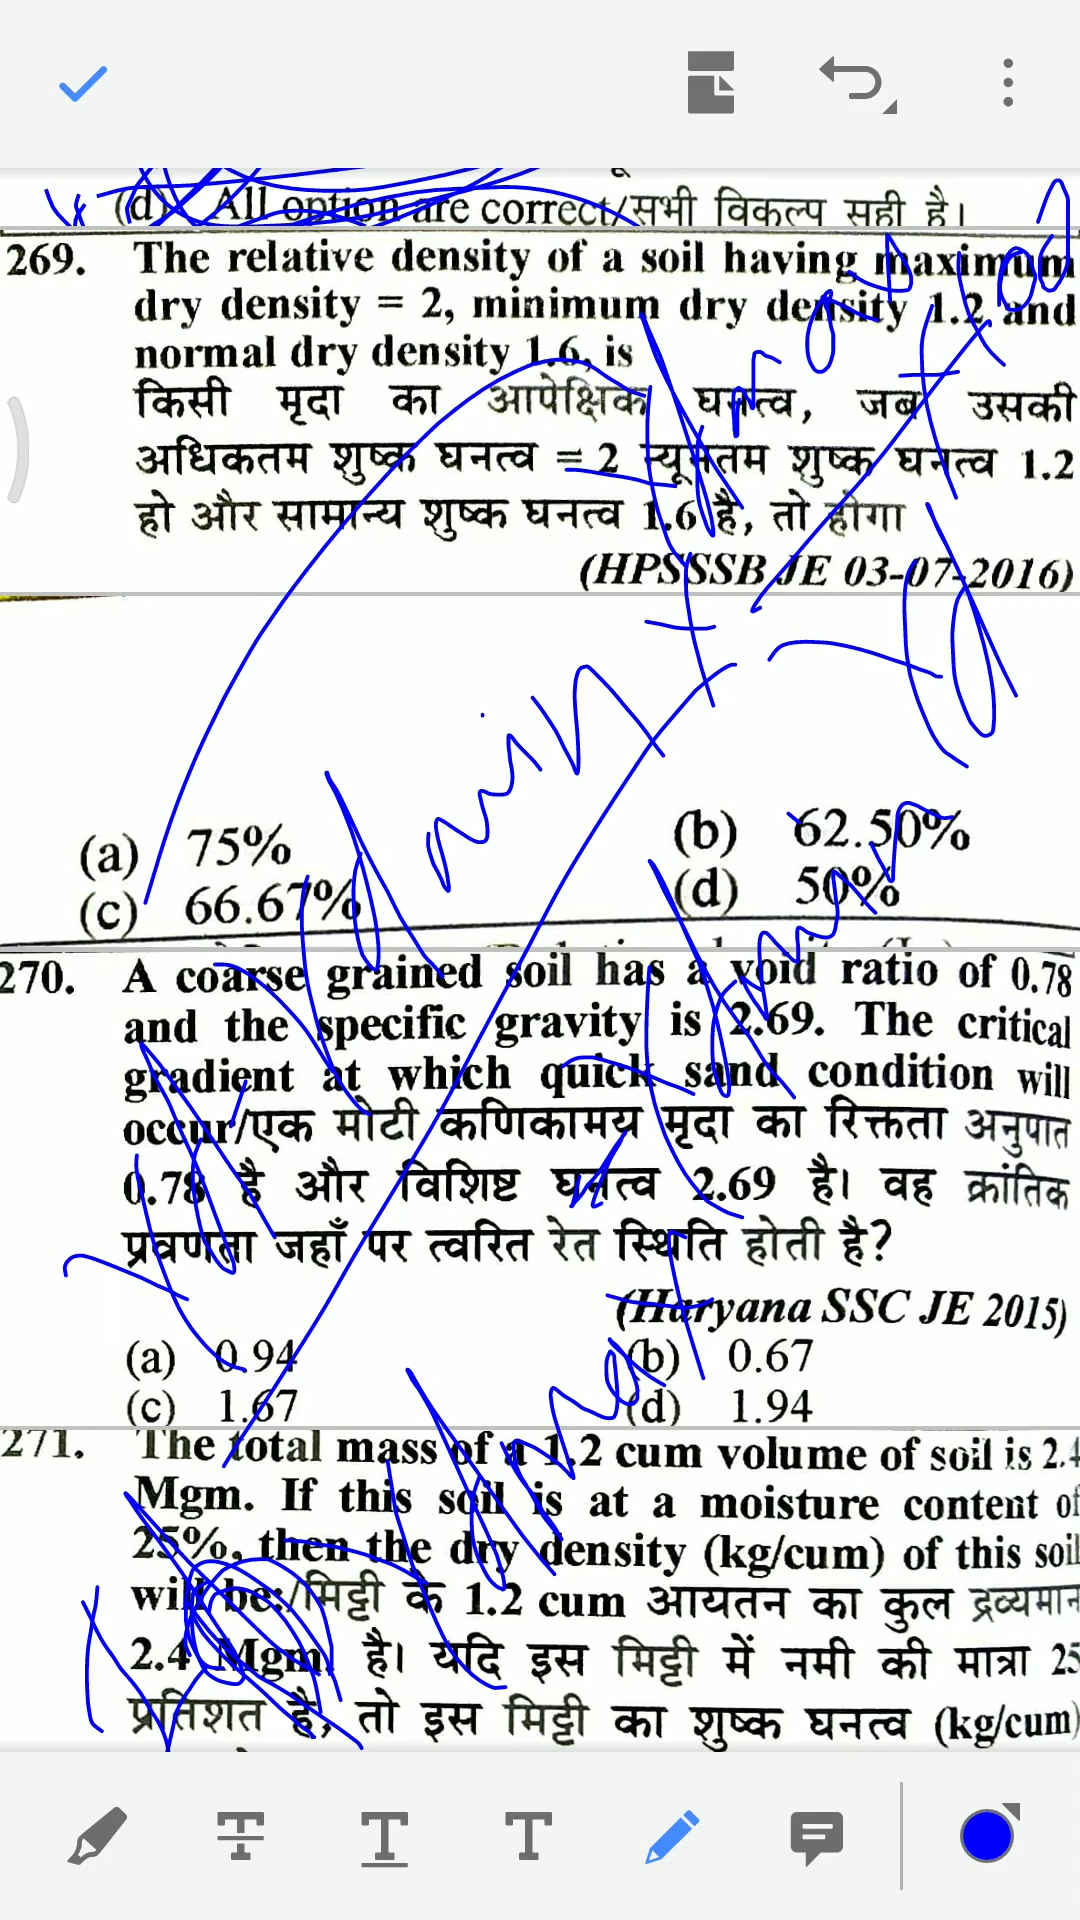 (d) All option are correct/सभी विकल्प सही है।
269. The relative density of a soil having maximum
dry density = 2, minimum dry density 1.2 and
normal dry density 1.6, is
किसी मृदा का आपेक्षिक घनत्व, जब उसकी
अधिकतम शुष्क घनत्व = 2 न्यूनतम शुष्क घनत्व 1.2
हो और सामान्य शुष्क घनत्व 1.6 है, तो होगा
(HPSSSB JE 03-07-2016)
(a) 75% (b) 62.50%
(c) 66.67% (d) 50%
270. A coarse grained soil has a void ratio of 0.78
and the specific gravity is 2.69. The critical
gradient at which quick sand condition will
occur/एक मोटी कणिकामय मृदा का रिक्तता अनुपात
0.78 है और विशिष्ट घनत्व 2.69 है। वह क्रांतिक
प्रवणता जहाँ पर त्वरित रेत स्थिति होती है?
(Haryana SSC JE 2015)
(a) 0.94 (b) 0.67
(c) 1.67 (d) 1.94
271. The total mass of a 1.2 cum volume of soil is 2.4
Mgm. If this soil is at a moisture content of
25%, then the dry density (kg/cum) of this soil
will be:/मिट्टी के 1.2 cum आयतन का कुल द्रव्यमान
2.4 Mgm. है। यदि इस मिट्टी में नमी की मात्रा 25
प्रतिशत है, तो इस मिट्टी का शुष्क घनत्व (kg/cum)